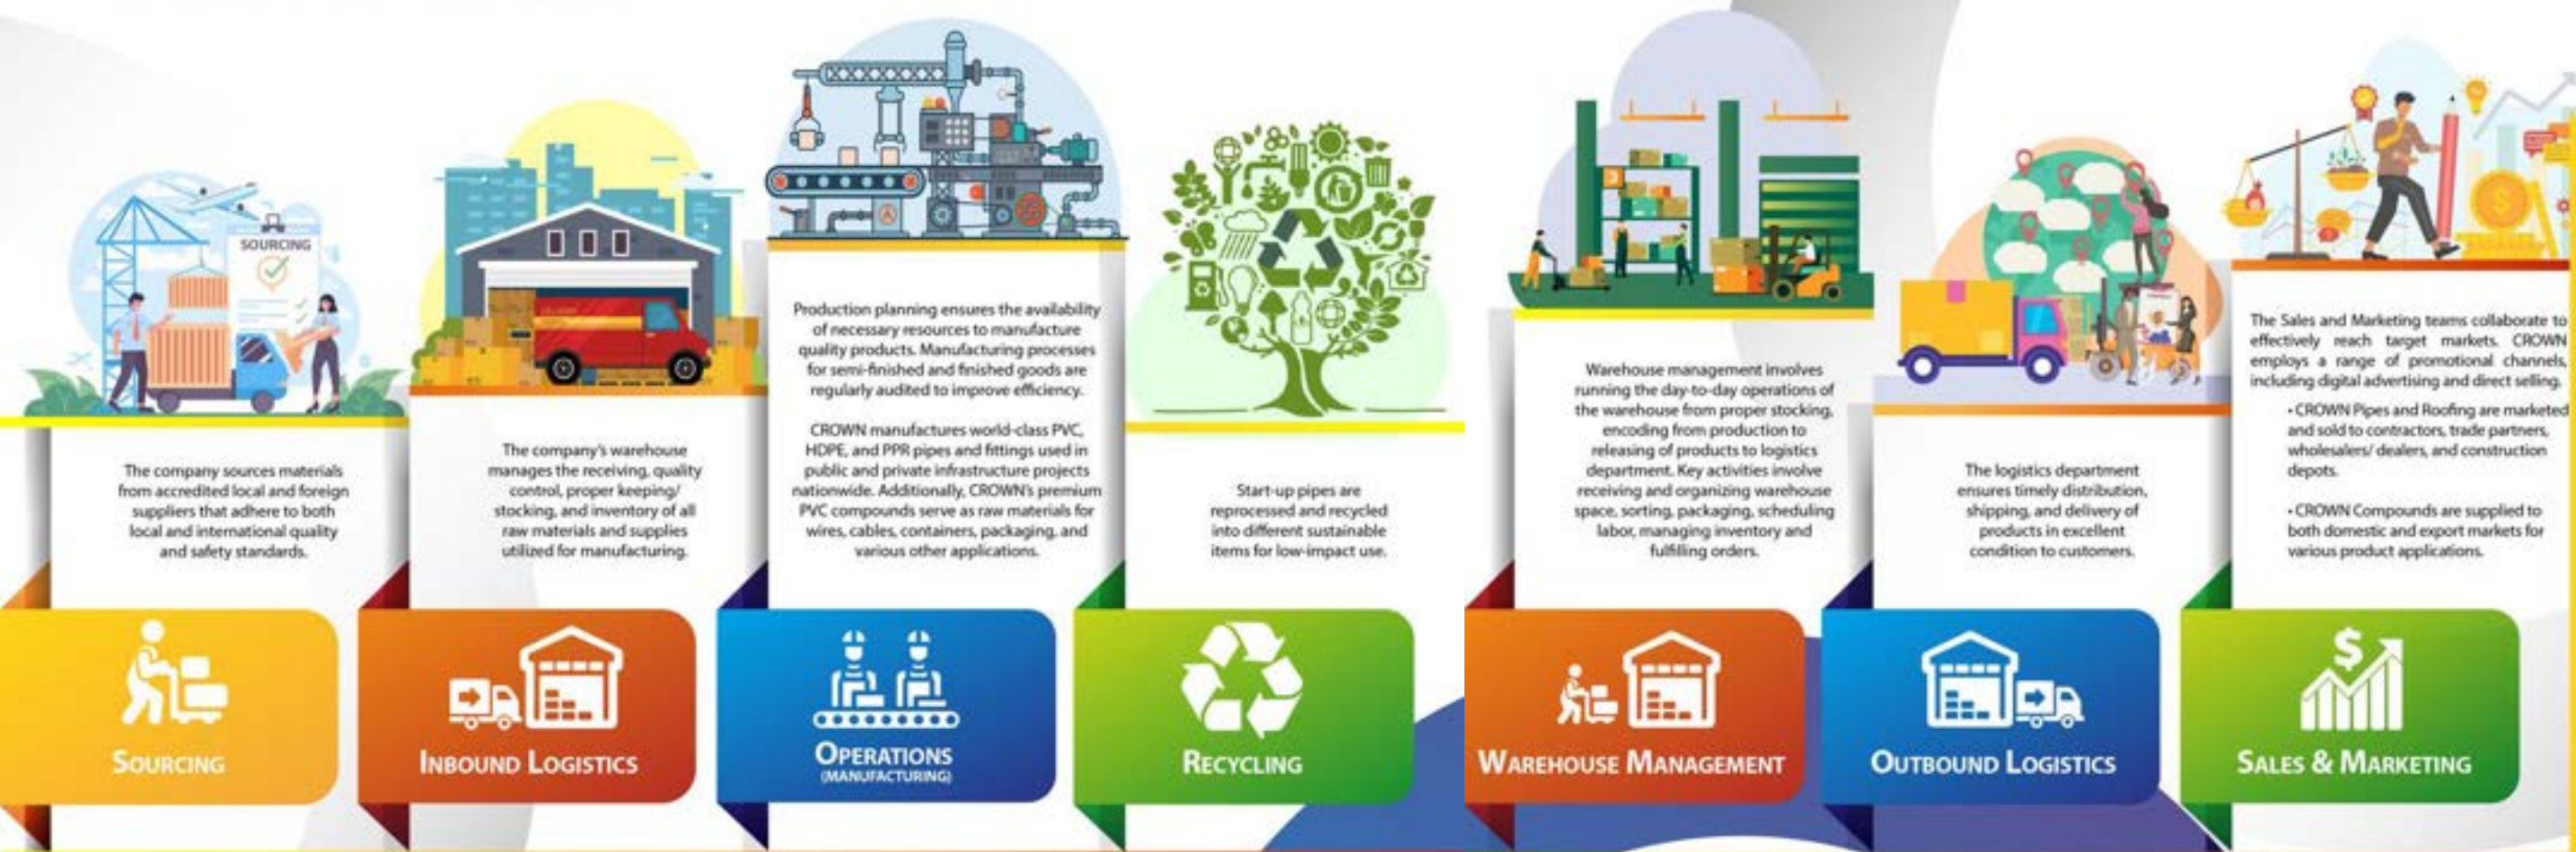 SOURCING
The company sources materials
from accredited local and foreign
suppliers that adhere to both
local and international quality
and safety standards.
SOURCING
The company's warehouse
manages the receiving, quality
control, proper keeping/
stocking, and inventory of all
raw materials and supplies
utilized for manufacturing.
INBOUND LOGISTICS
Production planning ensures the availability
of necessary resources to manufacture
quality products. Manufacturing processes
for semi-finished and finished goods are
regularly audited to improve efficiency.
CROWN manufactures world-class PVC,
HDPE, and PPR pipes and fittings used in
public and private infrastructure projects
nationwide. Additionally, CROWN's premium
PVC compounds serve as raw materials for
wires, cables, containers, packaging, and
various other applications.
OPERATIONS
(MANUFACTURING)
Start-up pipes are
reprocessed and recycled
into different sustainable
items for low-impact use.
RECYCLING
3
Warehouse management involves
running the day-to-day operations of
the warehouse from proper stocking,
encoding from production to
releasing of products to logistics
department. Key activities involve
receiving and organizing warehouse
space, sorting, packaging, scheduling
labor, managing inventory and
fulfilling orders.
WAREHOUSE MANAGEMENT
The logistics department
ensures timely distribution,
shipping, and delivery of
products in excellent
condition to customers.
OUTBOUND LOGISTICS
$
The Sales and Marketing teams collaborate to
effectively reach target markets. CROWN
employs a range of promotional channels,
including digital advertising and direct selling.
• CROWN Pipes and Roofing are marketed
and sold to contractors, trade partners,
wholesalers/ dealers, and construction
depots.
• CROWN Compounds are supplied to
both domestic and export markets for
various product applications.
$
SALES & MARKETING